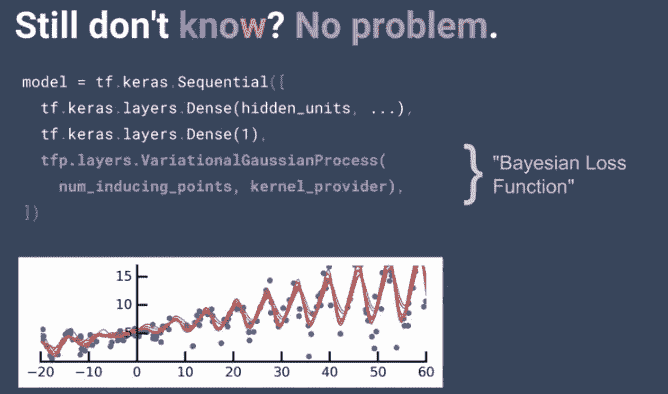 Still don't know? No problem.
model = tf.keras.Sequential([
tf.keras.layers.Dense(hidden_units, ...),
tf.keras.layers.Dense(1),
tfp.layers.VariationalGaussianProcess(
num_inducing_points, kernel_provider),
])
"Bayesian Loss
Function"
15
10
5
−20 −10 0 10 20 30 40 50 60